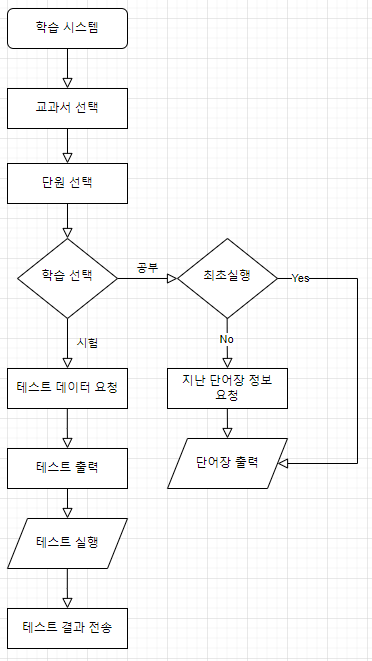 학습 시스템
교과서 선택
단원 선택
학습 선택
공부
최초실행
Yes
시험
No
테스트 데이터 요청
지난 단어장 정보
요청
테스트 출력
단어장 출력
테스트 실행
테스트 결과 전송